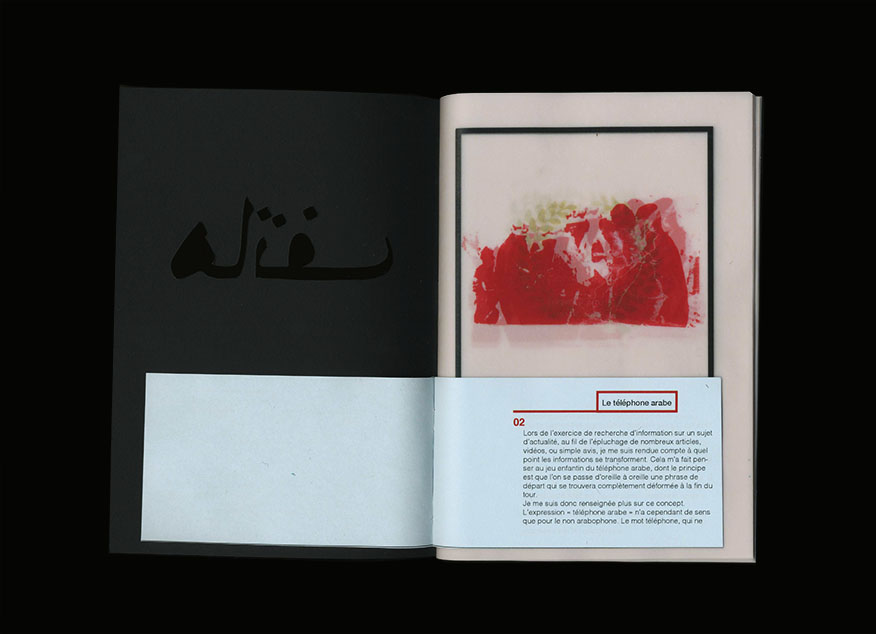 هاتف
Le téléphone arabe
02
Lors de l'exercice de recherche d'information sur un sujet
d'actualité, au fil de l'épluchage de nombreux articles,
vidéos, ou simple avis, je me suis rendue compte à quel
point les informations se transforment. Cela m'a fait pen-
ser au jeu enfantin du téléphone arabe, dont le principe
est que l'on se passe d'oreille à oreille une phrase de
départ qui se trouvera complètement déformée à la fin du
tour.
Je me suis donc renseignée plus sur ce concept.
L'expression « téléphone arabe » n'a cependant de sens
que pour le non arabophone. Le mot téléphone, qui ne